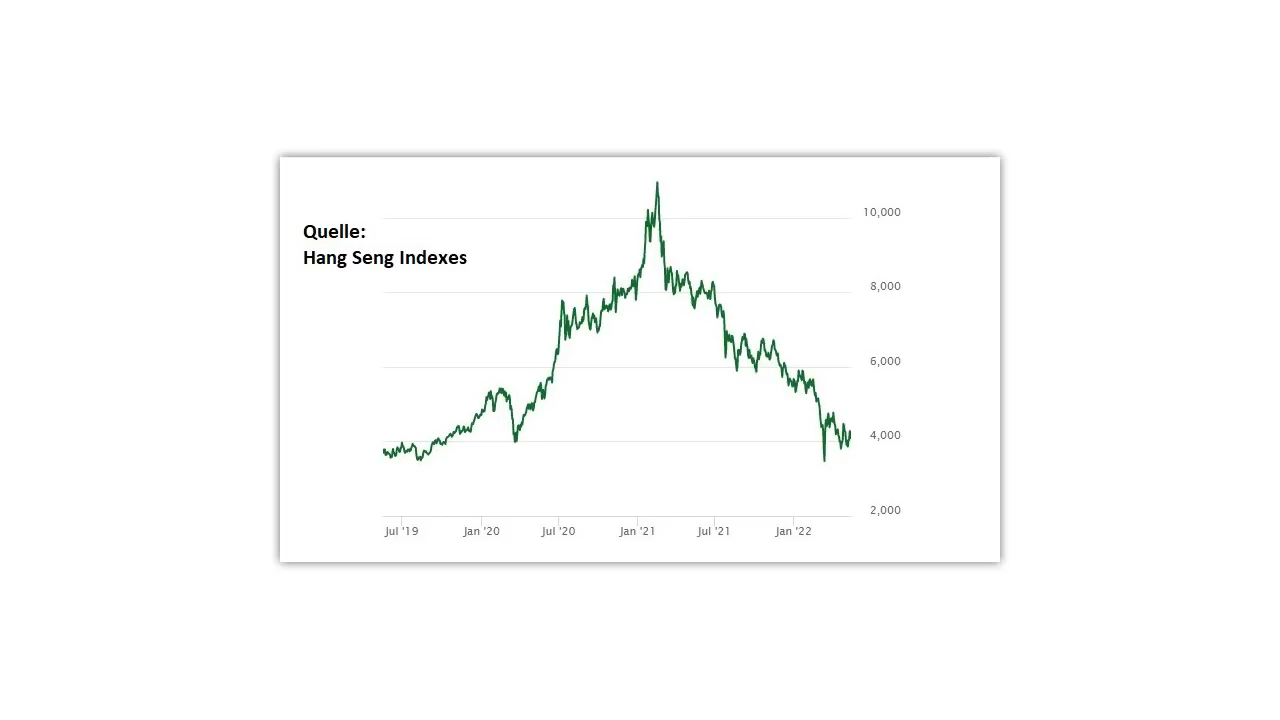 Quelle:
Hang Seng Indexes
10,000
8,000
6,000
4,000
2,000
Jul '19 Jan '20 Jul '20 Jan '21 Jul '21 Jan '22